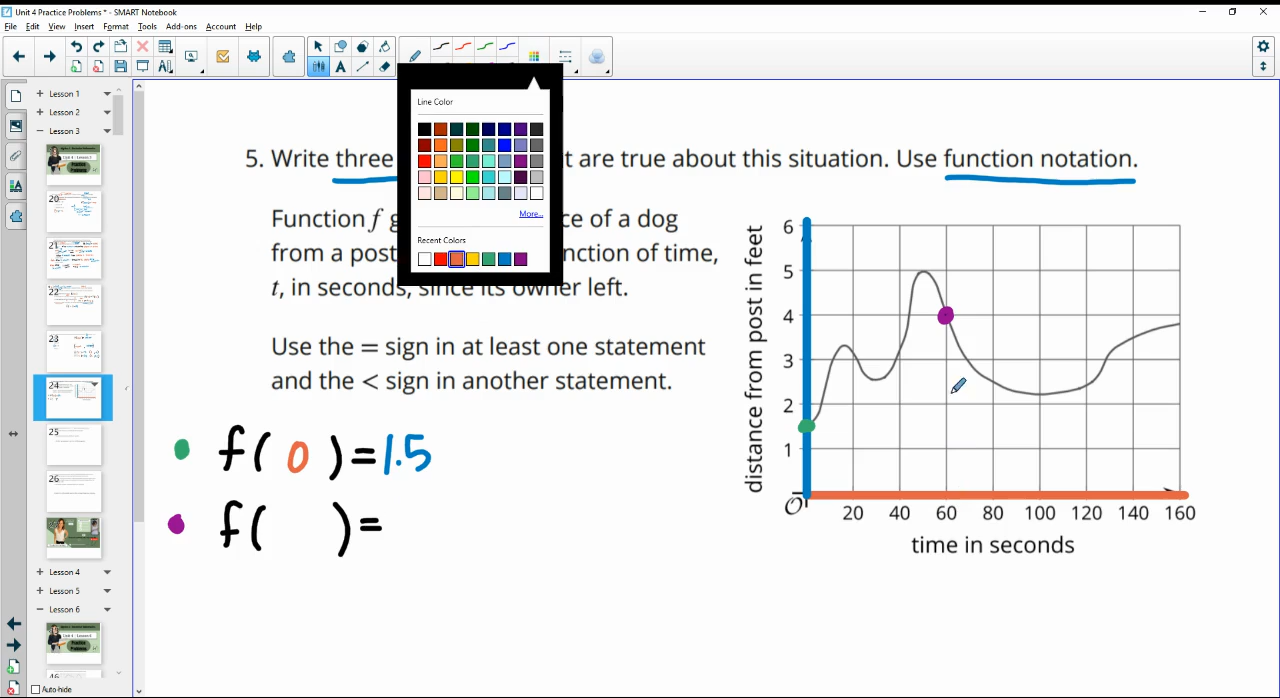 Unit 4 Practice Problems * - SMART Notebook
File Edit View Insert Format Tools Add-ons Account Help
Lesson 1
Lesson 2
Lesson 3
20
21
22
23
24
25
26
Lesson 4
Lesson 5
Lesson 6
Auto-hide
Line Color
More...
Recent Colors
5. Write three t are true about this situation. Use function notation.
Function f g ce of a dog
from a post nction of time,
t, in seconds, since its owner left.
Use the = sign in at least one statement
and the < sign in another statement.
f( 0 ) = 1.5
f( ) =
distance from post in feet
6
5
4
3
2
1
O
20 40 60 80 100 120 140 160
time in seconds